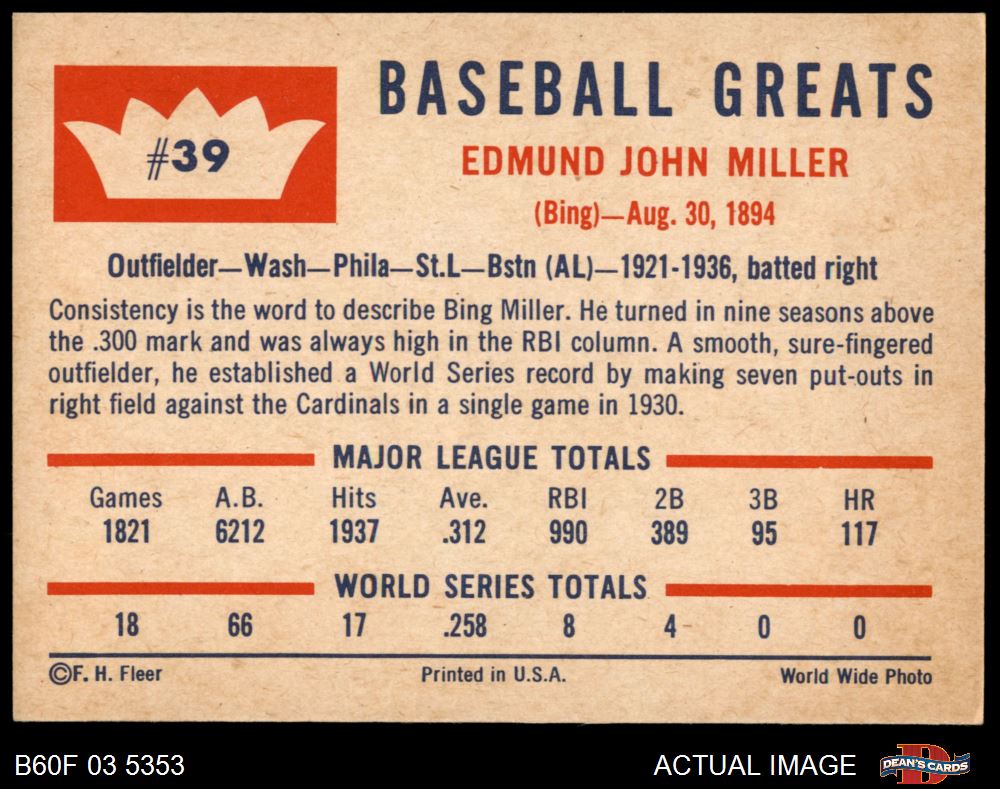 #39
BASEBALL GREATS
EDMUND JOHN MILLER
(Bing)—Aug. 30, 1894
Outfielder—Wash—Phila—St.L—Bstn (AL)—1921-1936, batted right
Consistency is the word to describe Bing Miller. He turned in nine seasons above
the .300 mark and was always high in the RBI column. A smooth, sure-fingered
outfielder, he established a World Series record by making seven put-outs in
right field against the Cardinals in a single game in 1930.
MAJOR LEAGUE TOTALS
Games A.B. Hits Ave. RBI 2B 3B HR
1821 6212 1937 .312 990 389 95 117
WORLD SERIES TOTALS
18 66 17 .258 8 4 0 0
©F. H. Fleer Printed in U.S.A. World Wide Photo
B60F 03 5353 ACTUAL IMAGE DEAN'S CARDS